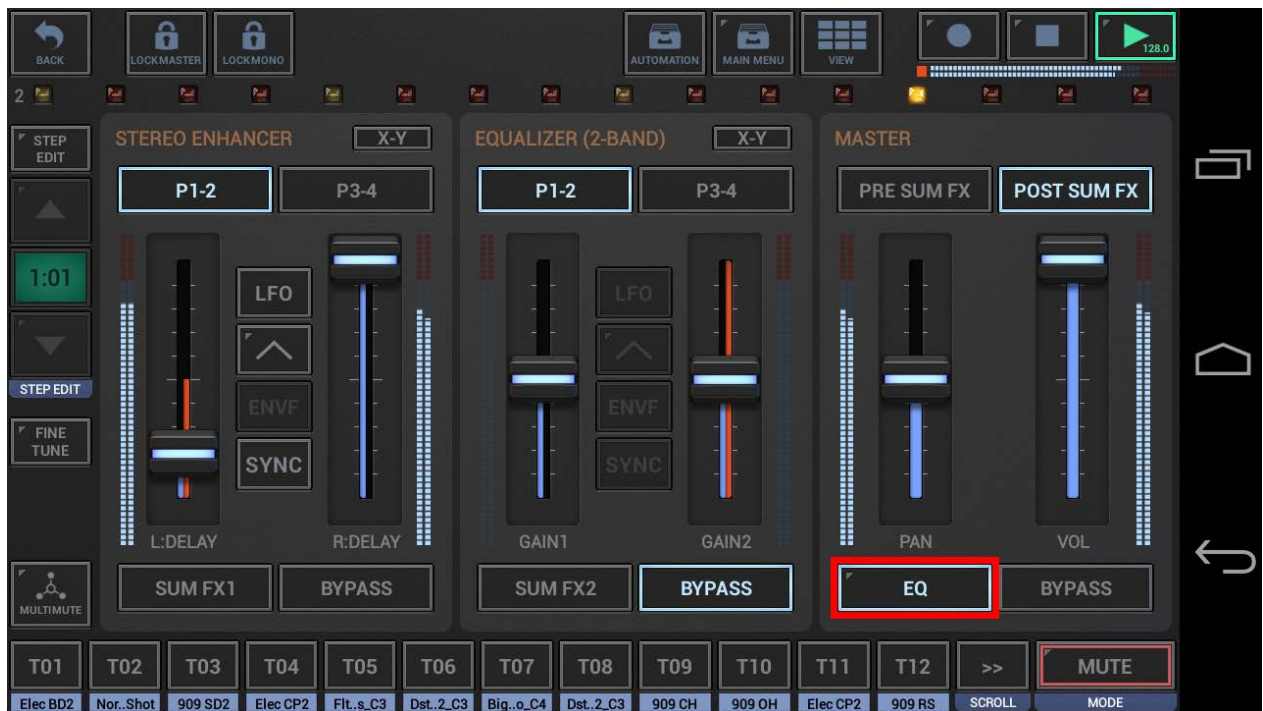 BACK LOCKMASTER LOCKMONO AUTOMATION MAIN MENU VIEW 128.0
2
STEP EDIT
STEREO ENHANCER X-Y EQUALIZER (2-BAND) X-Y MASTER
P1-2 P3-4 P1-2 P3-4 PRE SUM FX POST SUM FX
1:01
LFO LFO
STEP EDIT
ENVF ENVF
FINE TUNE
SYNC SYNC
L:DELAY R:DELAY GAIN1 GAIN2 PAN VOL
MULTIMUTE
SUM FX1 BYPASS SUM FX2 BYPASS EQ BYPASS
T01 T02 T03 T04 T05 T06 T07 T08 T09 T10 T11 T12 >> MUTE
Elec BD2 Nor..Shot 909 SD2 Elec CP2 Flt..s_C3 Dst..2_C3 Big..o_C4 Dst..2_C3 909 CH 909 OH Elec CP2 909 RS SCROLL MODE